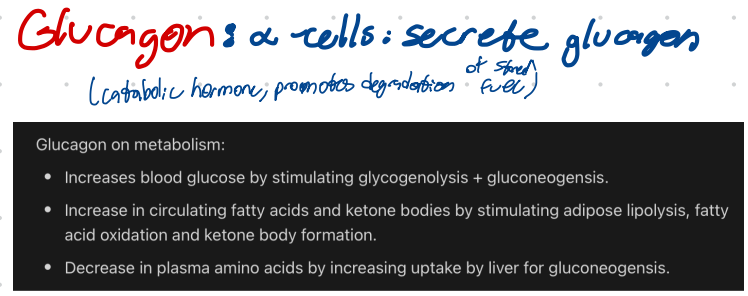 Glucagon: α cells: secrete glucagon
(catabolic hormone, promotes degradation of stored fuel)
Glucagon on metabolism:
• Increases blood glucose by stimulating glycogenolysis + gluconeogensis.
• Increase in circulating fatty acids and ketone bodies by stimulating adipose lipolysis, fatty
acid oxidation and ketone body formation.
• Decrease in plasma amino acids by increasing uptake by liver for gluconeogensis.